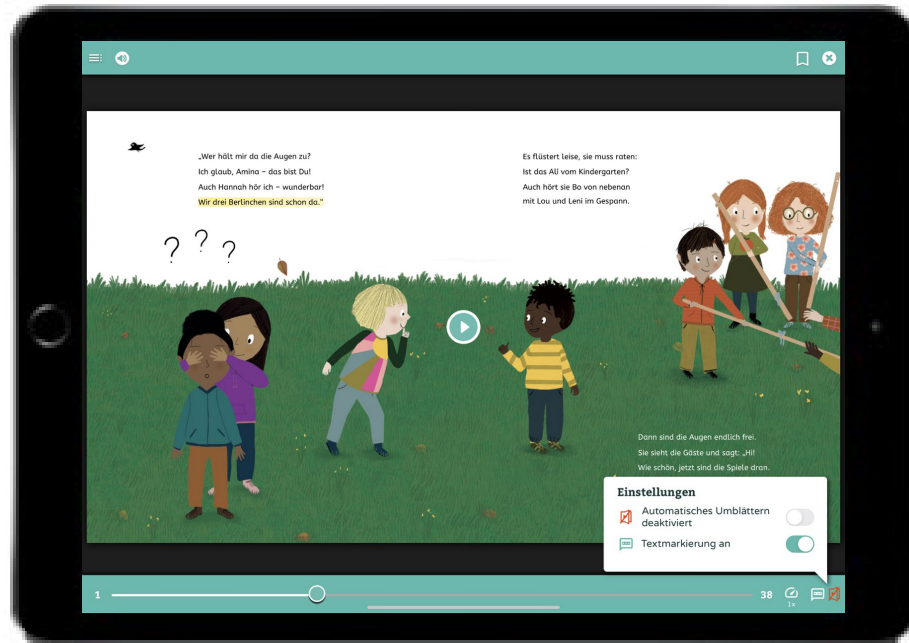 „Wer hält mir da die Augen zu?
Ich glaub, Amina – das bist Du!
Auch Hannah hör ich – wunderbar!
Wir drei Berlinchen sind schon da.“
? ? ?
Es flüstert leise, sie muss raten:
Ist das Ali vom Kindergarten?
Auch hört sie Bo von nebenan
mit Lou und Leni im Gespann.
Dann sind die Augen endlich frei.
Sie sieht die Gäste und sagt: „Hi!
Wie schön, jetzt sind die Spiele dran.
Einstellungen
Automatisches Umblättern
deaktiviert
Textmarkierung an
1
38
1x